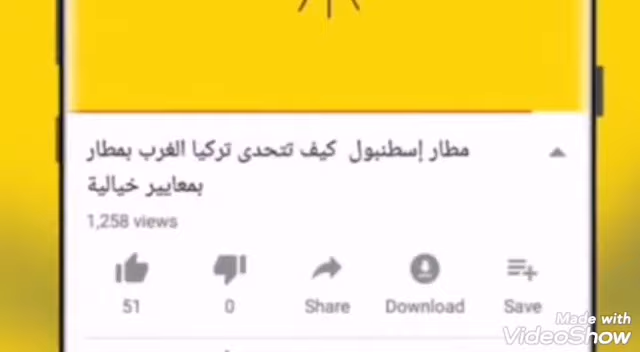 مطار إسطنبول كيف تتحدى تركيا الغرب بمطار
بمعايير خيالية
1,258 views
51
0
Share
Download
Save
Made with
VideoShow